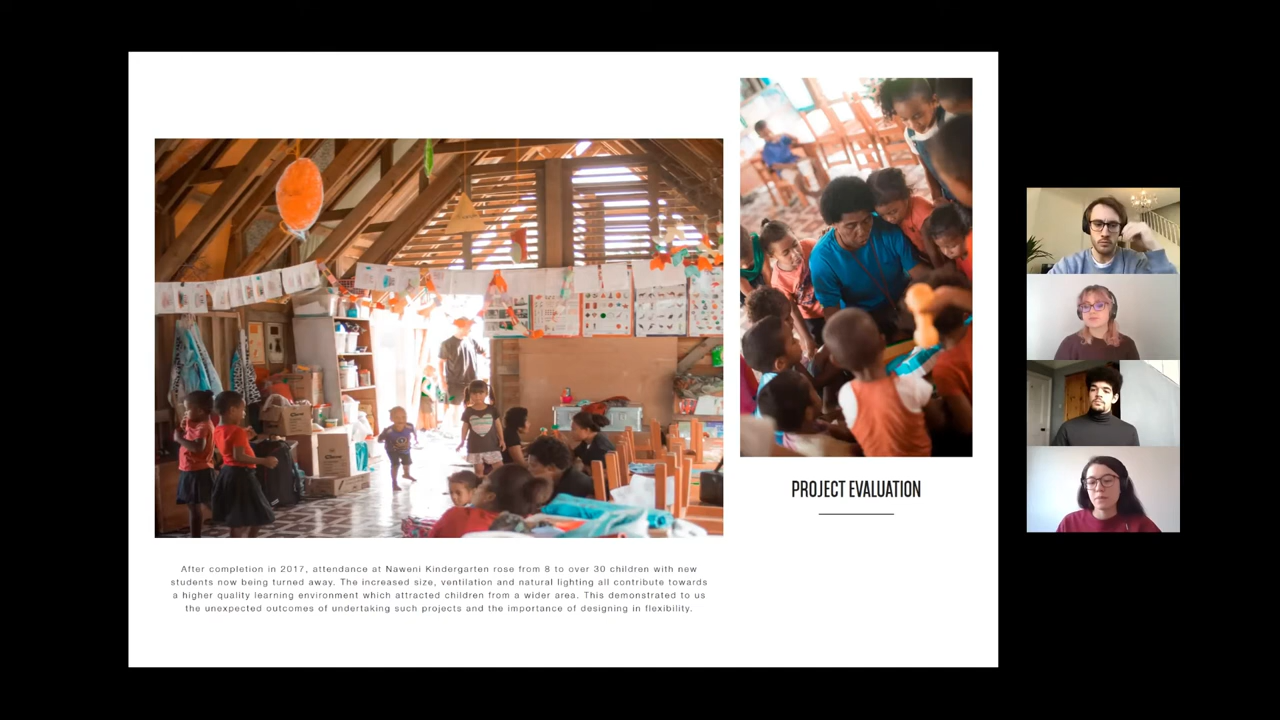 PROJECT EVALUATION
After completion in 2017, attendance at Naweni Kindergarten rose from 8 to over 30 children with new
students now being turned away. The increased size, ventilation and natural lighting all contribute towards
a higher quality learning environment which attracted children from a wider area. This demonstrated to us
the unexpected outcomes of undertaking such projects and the importance of designing in flexibility.